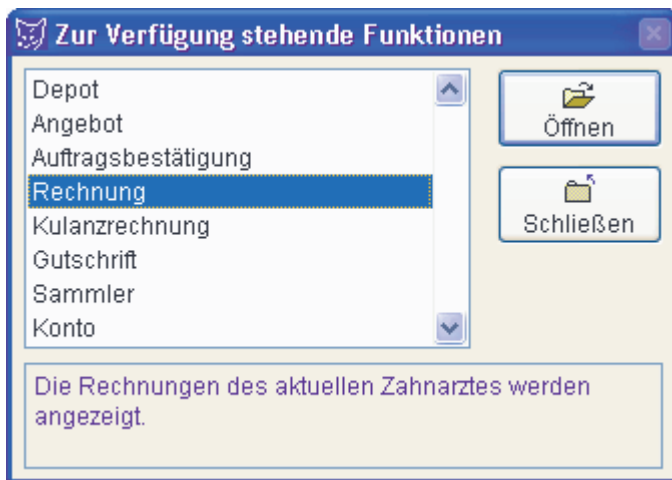 Zur Verfügung stehende Funktionen
Depot
Angebot
Auftragsbestätigung
Rechnung
Kulanzrechnung
Gutschrift
Sammler
Konto
Öffnen
Schließen
Die Rechnungen des aktuellen Zahnarztes werden
angezeigt.